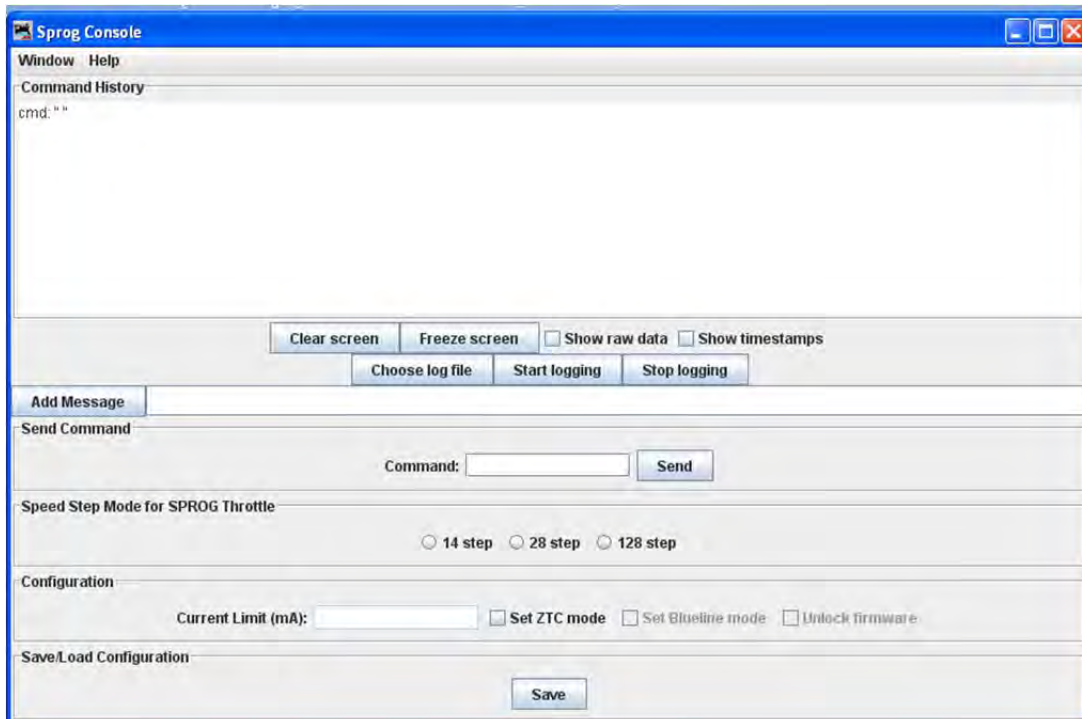 Sprog Console
Window Help
Command History
cmd: " "
Clear screen Freeze screen Show raw data Show timestamps
Choose log file Start logging Stop logging
Add Message
Send Command
Command: Send
Speed Step Mode for SPROG Throttle
14 step 28 step 128 step
Configuration
Current Limit (mA): Set ZTC mode Set Blueline mode Unlock firmware
Save/Load Configuration
Save